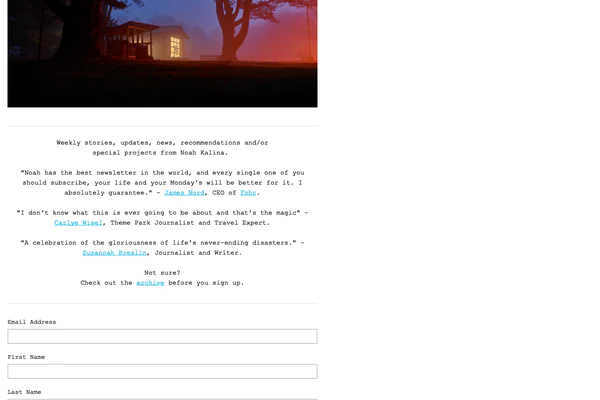 Weekly stories, updates, news, recommendations and/or
special projects from Noah Kalina.
"Noah has the best newsletter in the world, and every single one of you
should subscribe, your life and your Monday's will be better for it. I
absolutely guarantee." - James Nord, CEO of Fohr.
"I don't know what this is ever going to be about and that's the magic" -
Carlye Wisel, Theme Park Journalist and Travel Expert.
"A celebration of the gloriousness of life's never-ending disasters." -
Susannah Breslin, Journalist and Writer.
Not sure?
Check out the archive before you sign up.
Email Address
First Name
Last Name